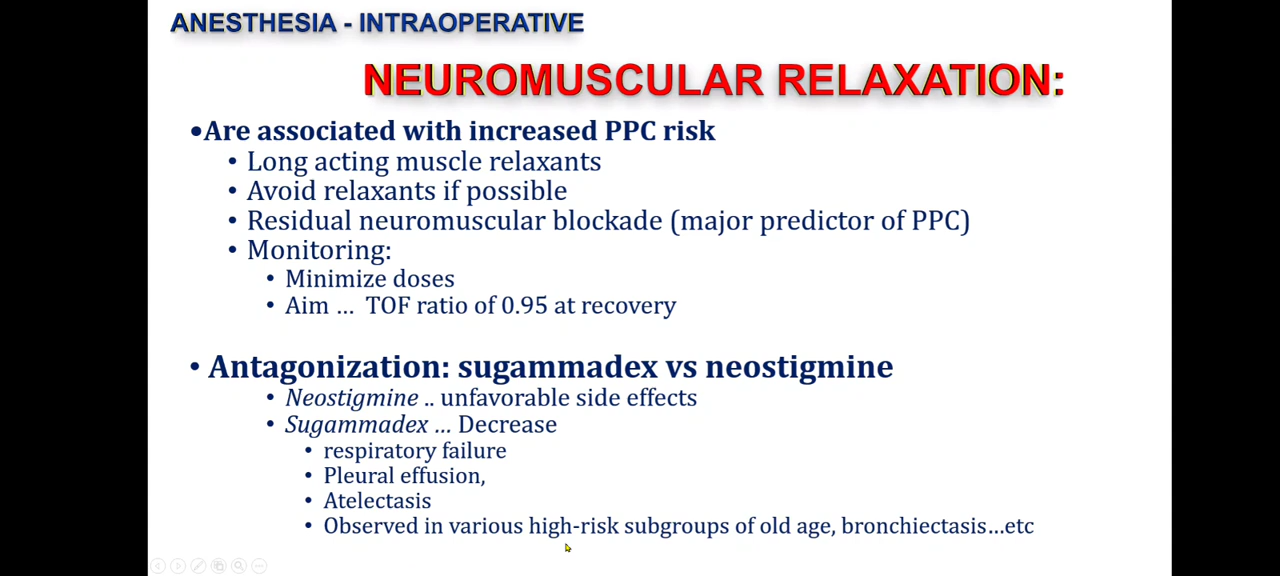 ANESTHESIA - INTRAOPERATIVE
NEUROMUSCULAR RELAXATION:
•Are associated with increased PPC risk
• Long acting muscle relaxants
• Avoid relaxants if possible
• Residual neuromuscular blockade (major predictor of PPC)
• Monitoring:
• Minimize doses
• Aim … TOF ratio of 0.95 at recovery
• Antagonization: sugammadex vs neostigmine
• Neostigmine .. unfavorable side effects
• Sugammadex … Decrease
• respiratory failure
• Pleural effusion,
• Atelectasis
• Observed in various high-risk subgroups of old age, bronchiectasis…etc